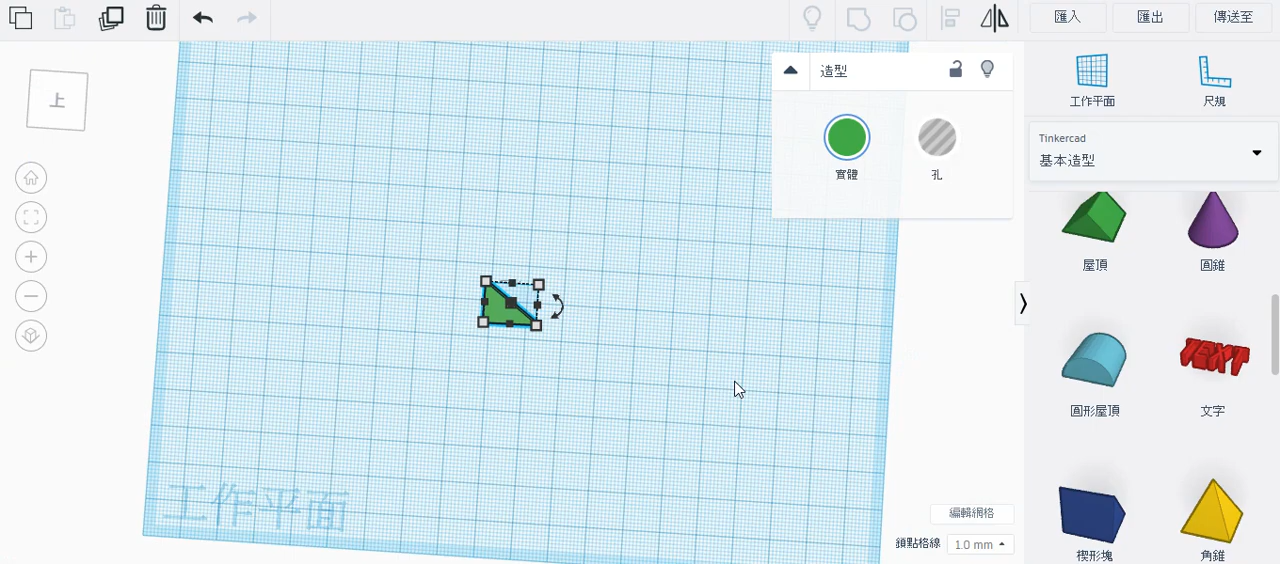 匯入
匯出
傳送至
上
造型
實體
孔
工作平面
尺規
Tinkercad
基本造型
屋頂
圓錐
圓形屋頂
文字
TEXT
楔形塊
角錐
工作平面
編輯網格
鎖點格線
1.0 mm